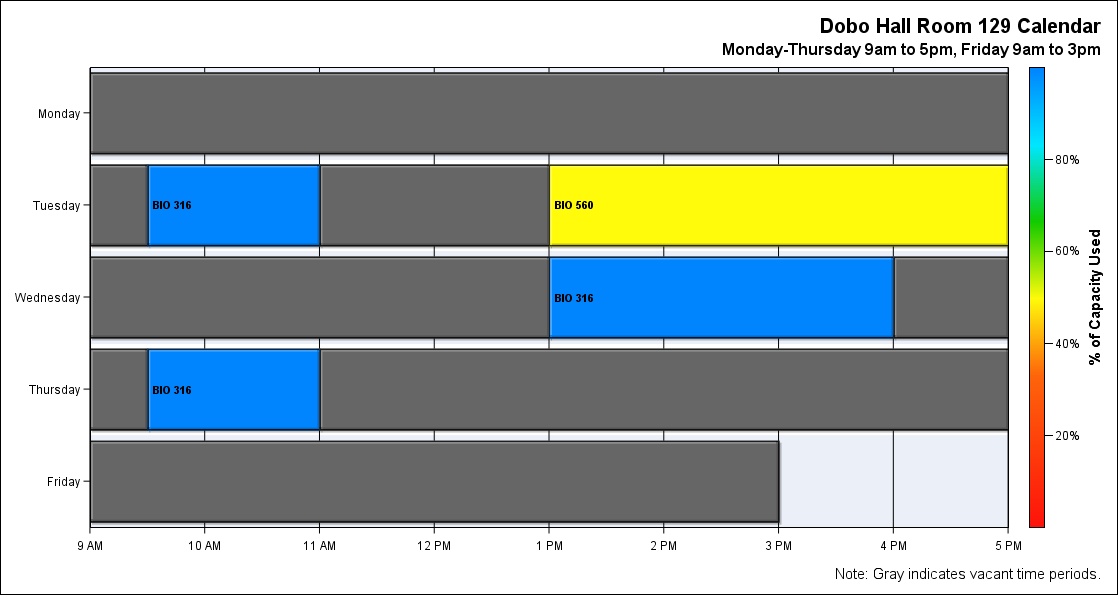 Dobo Hall Room 129 Calendar
Monday-Thursday 9am to 5pm, Friday 9am to 3pm
Monday
Tuesday
BIO 316
BIO 560
Wednesday
BIO 316
Thursday
BIO 316
Friday
9 AM
10 AM
11 AM
12 PM
1 PM
2 PM
3 PM
4 PM
5 PM
80%
60%
40%
20%
% of Capacity Used
Note: Gray indicates vacant time periods.